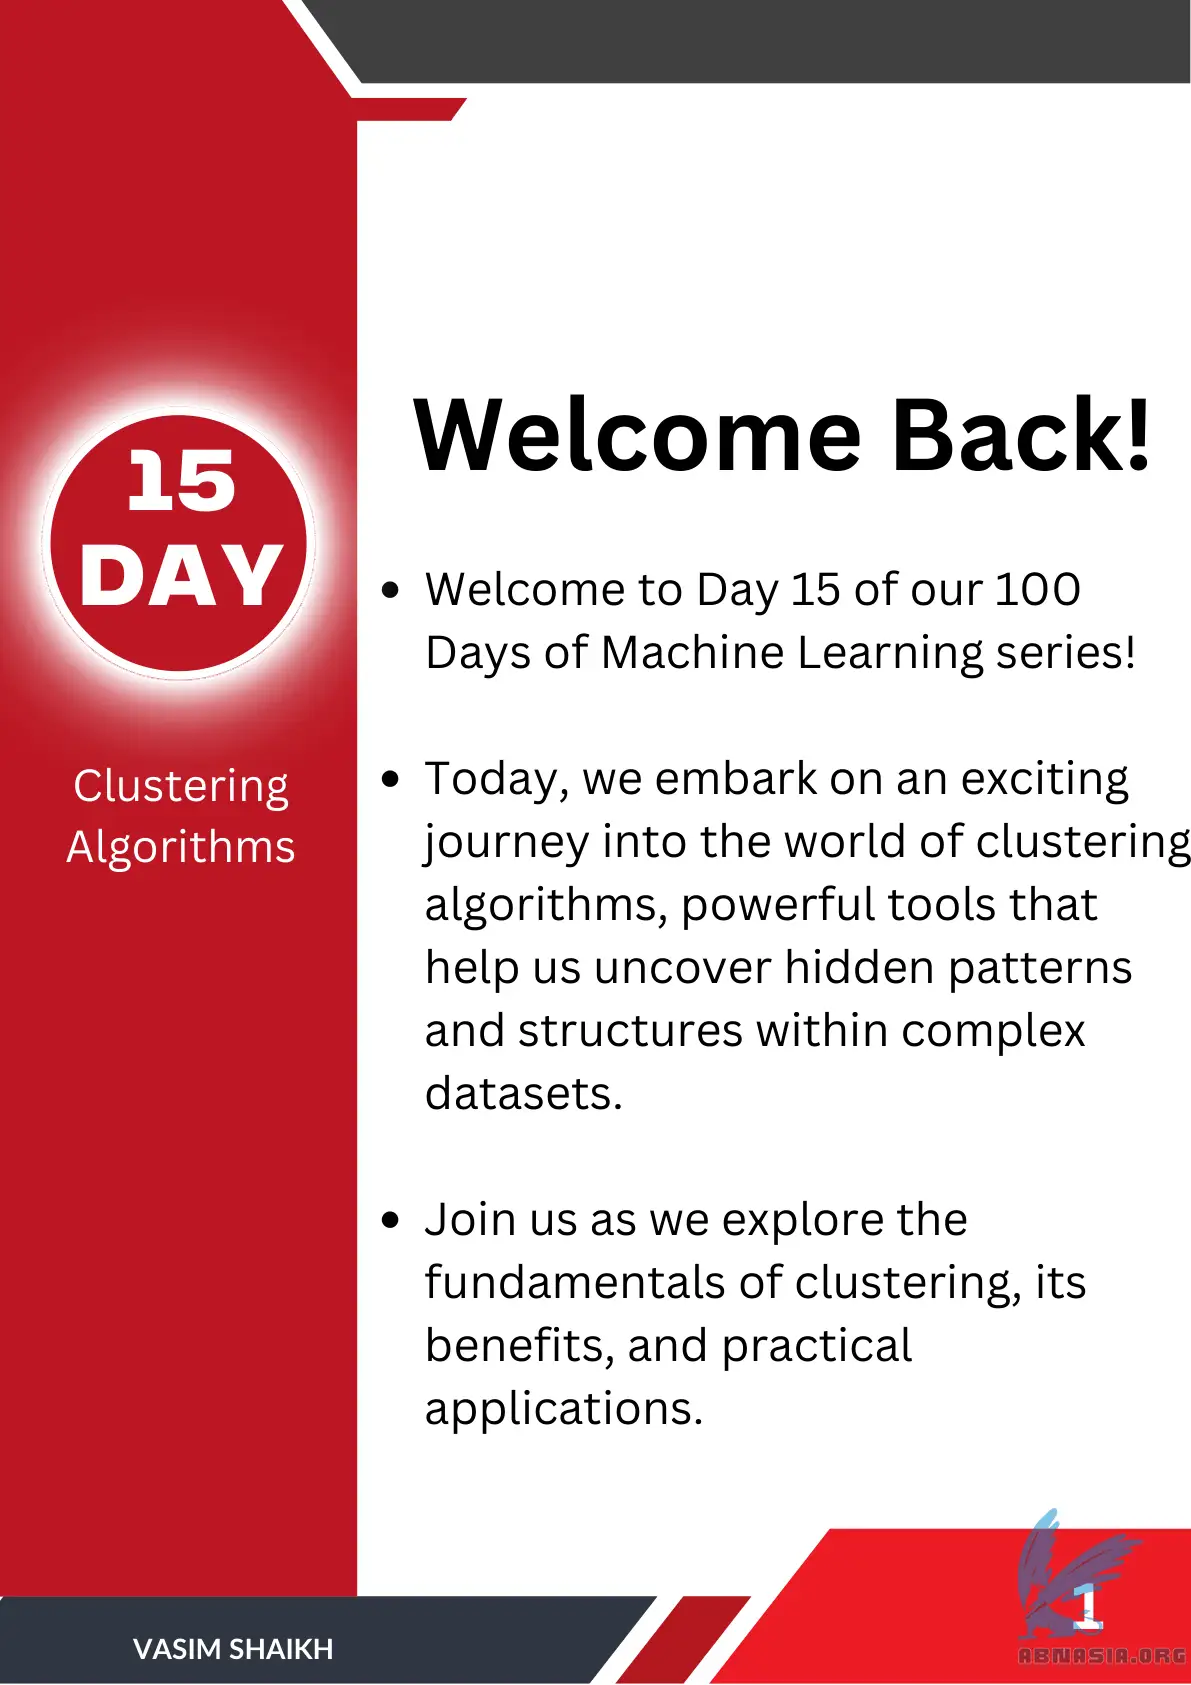 15
DAY
Clustering
Algorithms
Welcome Back!
• Welcome to Day 15 of our 100
Days of Machine Learning series!
• Today, we embark on an exciting
journey into the world of clustering
algorithms, powerful tools that
help us uncover hidden patterns
and structures within complex
datasets.
• Join us as we explore the
fundamentals of clustering, its
benefits, and practical
applications.
VASIM SHAIKH
1
ABNASIA.ORG